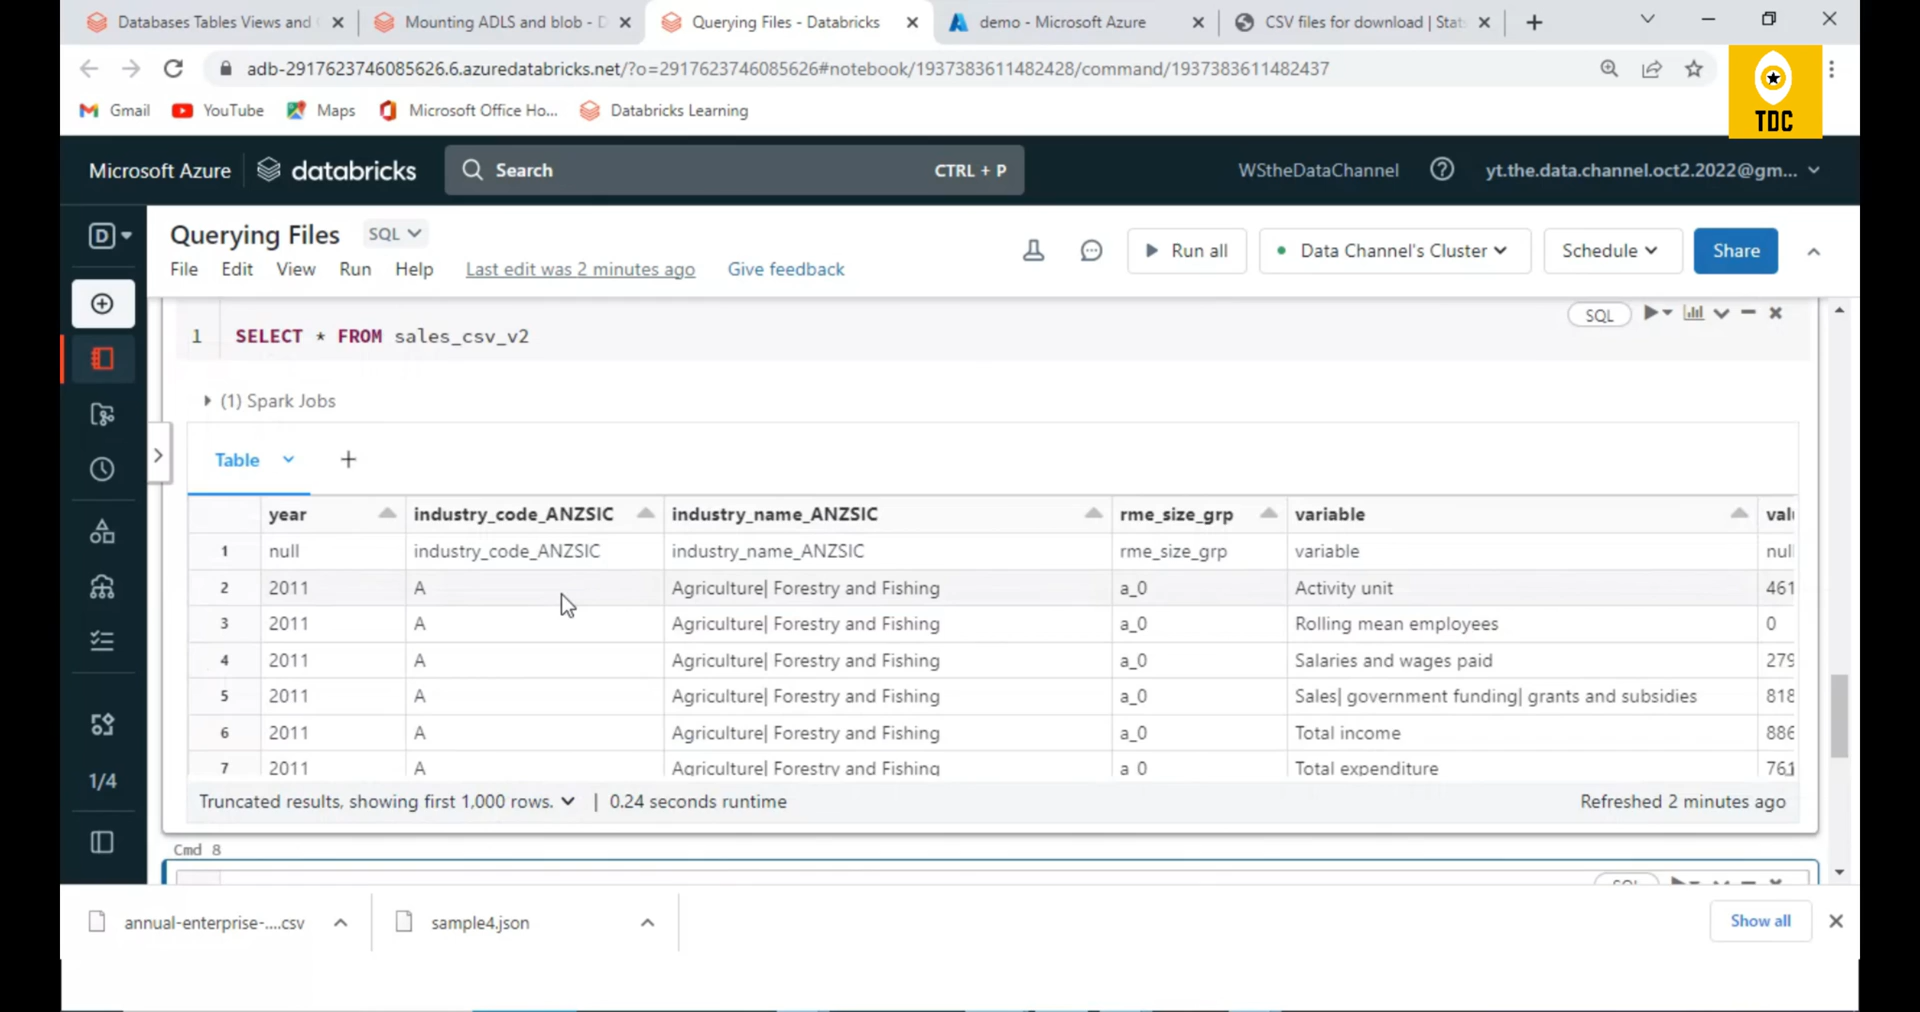 Databases Tables Views and
Mounting ADLS and blob - D
Querying Files - Databricks
demo - Microsoft Azure
CSV files for download | Stat
adb-2917623746085626.6.azuredatabricks.net/?o=2917623746085626#notebook/1937383611482428/command/1937383611482437
TDC
Gmail
YouTube
Maps
Microsoft Office Ho...
Databricks Learning
Microsoft Azure
databricks
Search
CTRL + P
WStheDataChannel
yt.the.data.channel.oct2.2022@gm...
D
Querying Files
SQL
Run all
Data Channel's Cluster
Schedule
Share
File Edit View Run Help
Last edit was 2 minutes ago
Give feedback
SQL
1 SELECT * FROM sales_csv_v2
(1) Spark Jobs
Table +
year industry_code_ANZSIC industry_name_ANZSIC rme_size_grp variable val
1 null industry_code_ANZSIC industry_name_ANZSIC rme_size_grp variable nul
2 2011 A Agriculture| Forestry and Fishing a_0 Activity unit 461
3 2011 A Agriculture| Forestry and Fishing a_0 Rolling mean employees 0
4 2011 A Agriculture| Forestry and Fishing a_0 Salaries and wages paid 279
5 2011 A Agriculture| Forestry and Fishing a_0 Sales| government funding| grants and subsidies 818
6 2011 A Agriculture| Forestry and Fishing a_0 Total income 886
7 2011 A Agriculture| Forestry and Fishing a_0 Total expenditure 761
1/4
Truncated results, showing first 1,000 rows. | 0.24 seconds runtime
Refreshed 2 minutes ago
Cmd 8
SQL
annual-enterprise-....csv
sample4.json
Show all